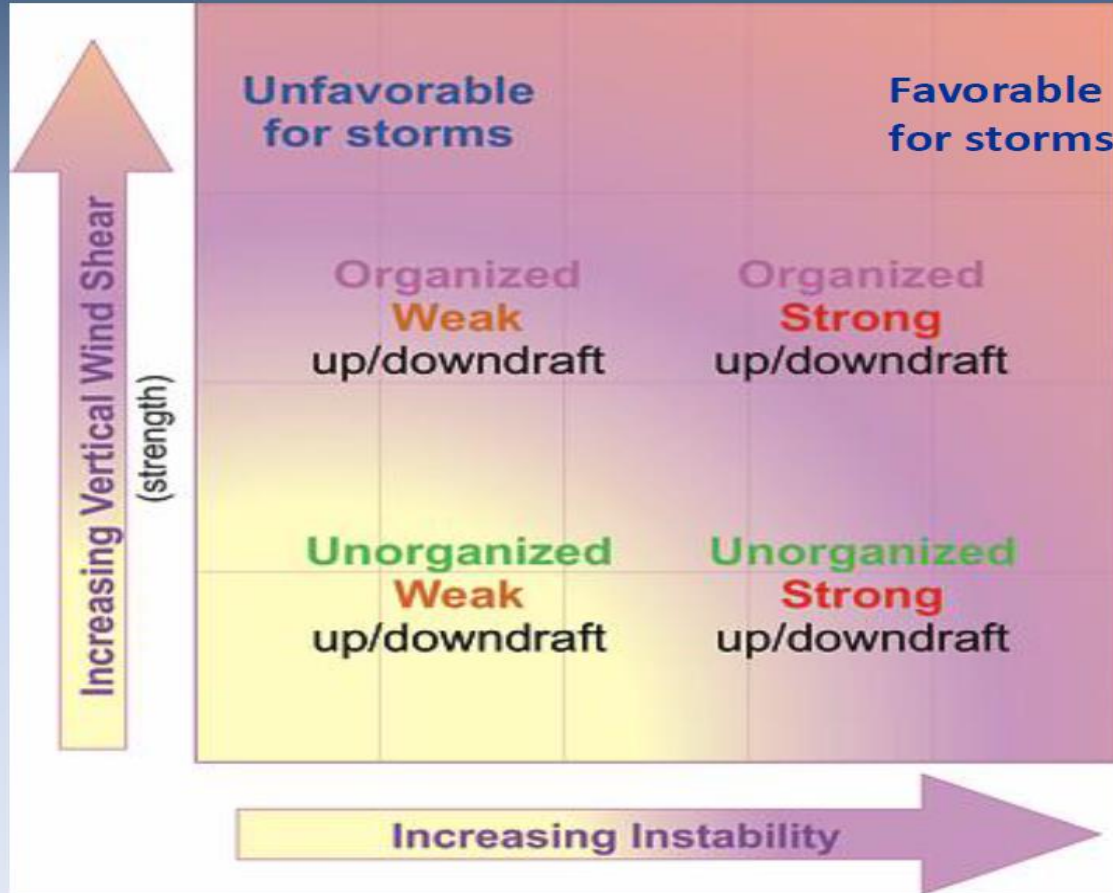 Unfavorable
for storms
Favorable
for storms
Increasing Vertical Wind Shear
(strength)
Organized
Weak
up/downdraft
Organized
Strong
up/downdraft
Unorganized
Weak
up/downdraft
Unorganized
Strong
up/downdraft
Increasing Instability